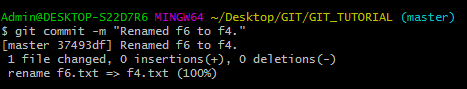 Admin@DESKTOP-S22D7R6 MINGW64 ~/Desktop/GIT/GIT_TUTORIAL (master)
$ git commit -m "Renamed f6 to f4."
[master 37493df] Renamed f6 to f4.
1 file changed, 0 insertions(+), 0 deletions(-)
rename f6.txt => f4.txt (100%)